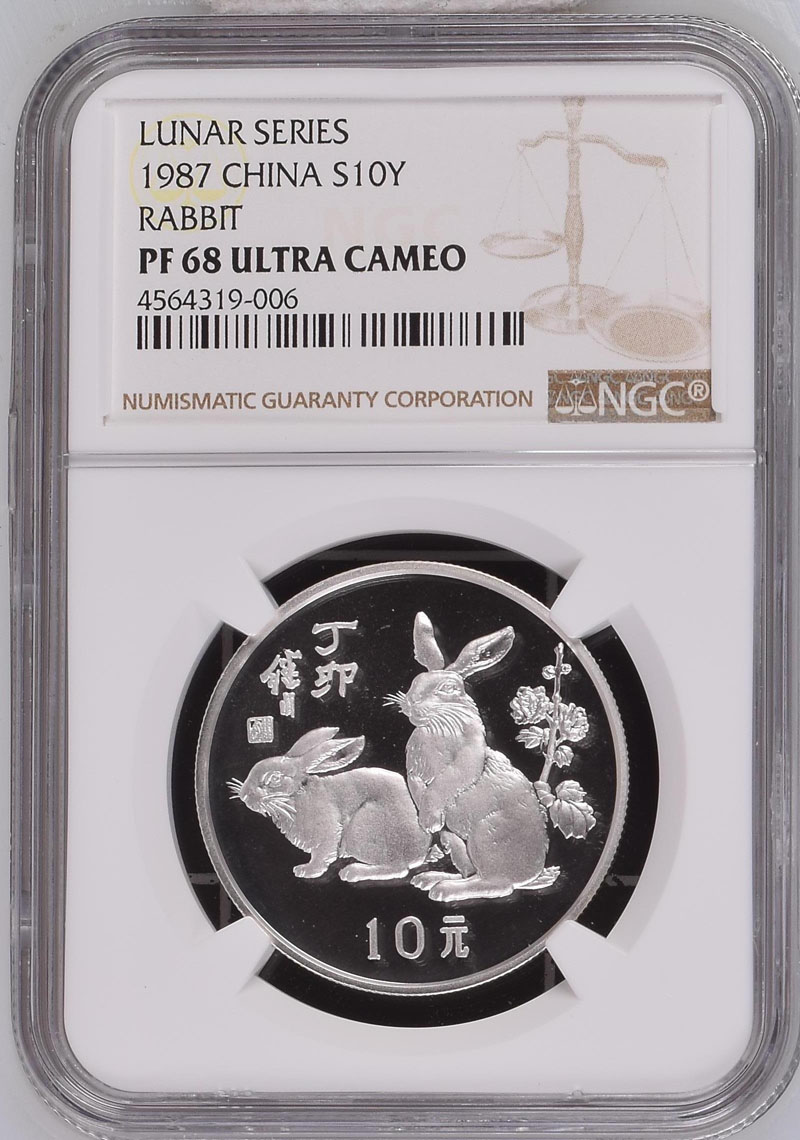 LUNAR SERIES
1987 CHINA S10Y
RABBIT
PF 68 ULTRA CAMEO
4564319-006
NUMISMATIC GUARANTY CORPORATION
NGC®
丁卯
10元